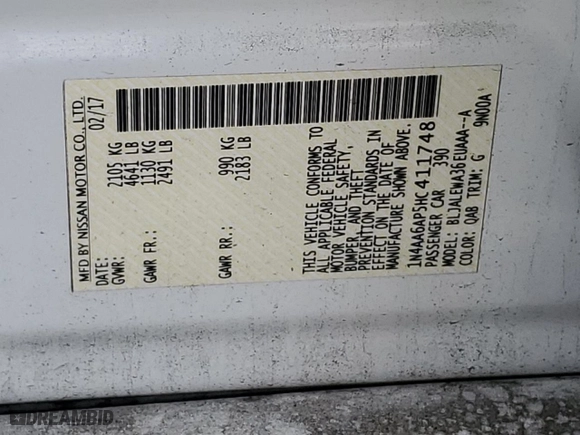 MFD BY NISSAN MOTOR CO., LTD.
DATE: 02/17
GVWR: 2105 KG
4641 LB
GAWR FR: 1130 KG
2491 LB
GAWR RR: 990 KG
2183 LB
THIS VEHICLE CONFORMS TO
ALL APPLICABLE FEDERAL
MOTOR VEHICLE SAFETY,
BUMPER, AND THEFT
PREVENTION STANDARDS IN
EFFECT ON THE DATE OF
MANUFACTURE SHOWN ABOVE.
1N4AA6AP5HC411748
PASSENGER CAR 390
MODEL: BLJALEWA36EUAAA--A
COLOR: QAB TRIM: G 9N00A
DREAMBID